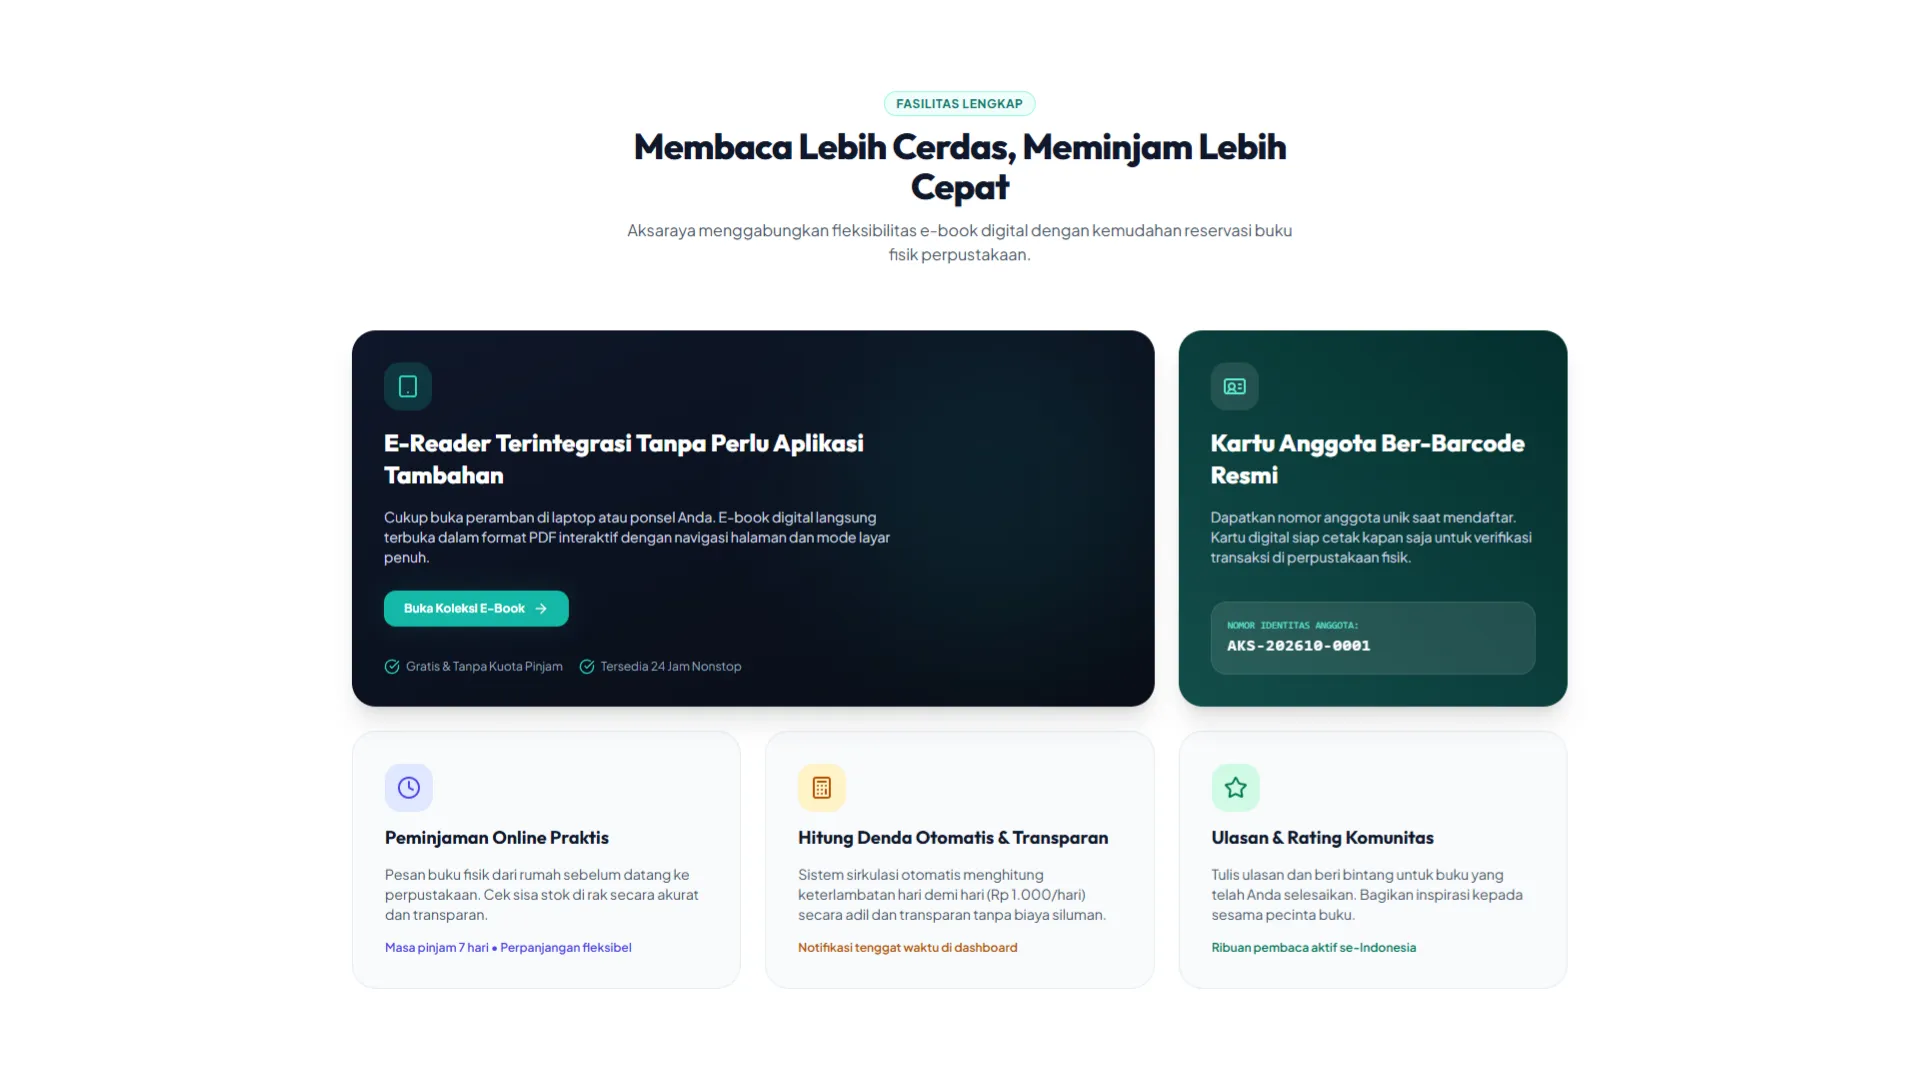 FASILITAS LENGKAP
Membaca Lebih Cerdas, Meminjam Lebih
Cepat
Aksaraya menggabungkan fleksibilitas e-book digital dengan kemudahan reservasi buku
fisik perpustakaan.
E-Reader Terintegrasi Tanpa Perlu Aplikasi
Tambahan
Cukup buka peramban di laptop atau ponsel Anda. E-book digital langsung
terbuka dalam format PDF interaktif dengan navigasi halaman dan mode layar
penuh.
Buka Koleksi E-Book
Gratis & Tanpa Kuota Pinjam
Tersedia 24 Jam Nonstop
Kartu Anggota Ber-Barcode
Resmi
Dapatkan nomor anggota unik saat mendaftar.
Kartu digital siap cetak kapan saja untuk verifikasi
transaksi di perpustakaan fisik.
NOMOR IDENTITAS ANGGOTA:
AKS-202610-0001
Peminjaman Online Praktis
Pesan buku fisik dari rumah sebelum datang ke
perpustakaan. Cek sisa stok di rak secara akurat
dan transparan.
Masa pinjam 7 hari • Perpanjangan fleksibel
Hitung Denda Otomatis & Transparan
Sistem sirkulasi otomatis menghitung
keterlambatan hari demi hari (Rp 1.000/hari)
secara adil dan transparan tanpa biaya siluman.
Notifikasi tenggat waktu di dashboard
Ulasan & Rating Komunitas
Tulis ulasan dan beri bintang untuk buku yang
telah Anda selesaikan. Bagikan inspirasi kepada
sesama pecinta buku.
Ribuan pembaca aktif se-Indonesia